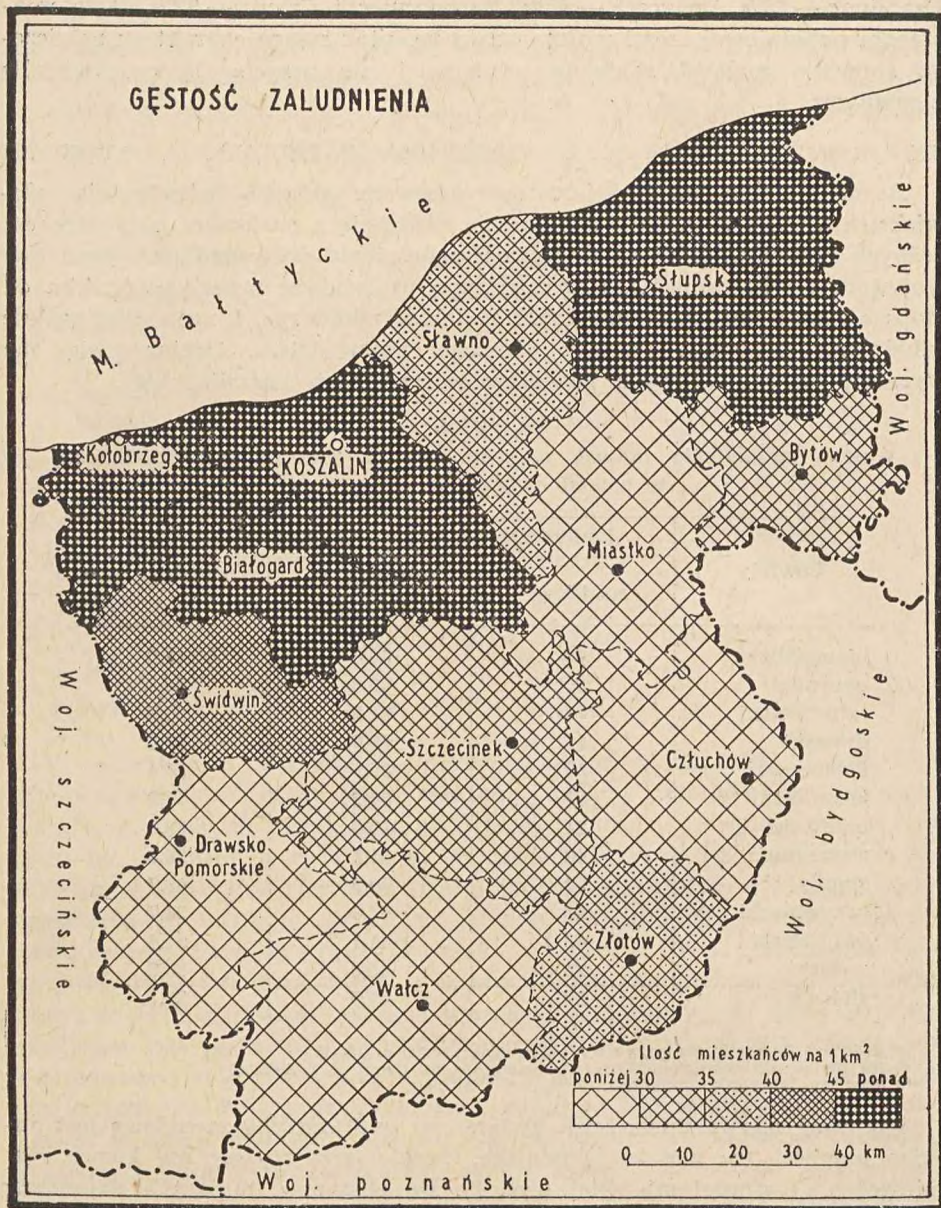 GĘSTOŚĆ ZALUDNIENIA
M. Bałtyckie
Woj. gdańskie
Słupsk
Sławno
Kołobrzeg
KOSZALIN
Bytów
Białogard
Miastko
Świdwin
Szczecinek
Człuchów
Woj. szczecińskie
Woj. bydgoskie
Drawsko
Pomorskie
Złotów
Wałcz
Ilość mieszkańców na 1 km²
poniżej 30 35 40 45 ponad
0 10 20 30 40 km
Woj. poznańskie